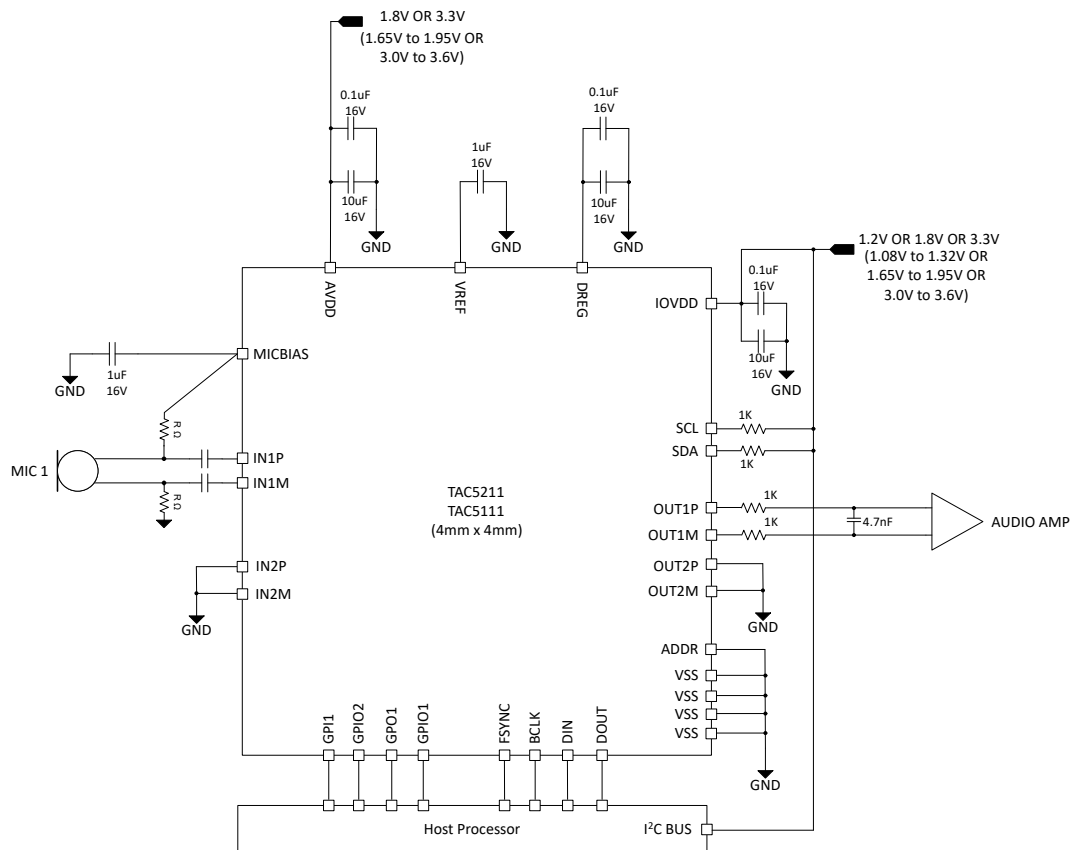 1.8V OR 3.3V
(1.65V to 1.95V OR
3.0V to 3.6V)
0.1uF
16V
10uF
16V
GND
1uF
16V
GND
0.1uF
16V
10uF
16V
GND
1.2V OR 1.8V OR 3.3V
(1.08V to 1.32V OR
1.65V to 1.95V OR
3.0V to 3.6V)
0.1uF
16V
10uF
16V
GND
AVDD
VREF
DREG
IOVDD
MICBIAS
1uF
16V
GND
R Ω
MIC 1
IN1P
IN1M
R Ω
IN2P
IN2M
GND
TAC5211
TAC5111
(4mm x 4mm)
SCL
1K
SDA
1K
OUT1P
1K
OUT1M
1K
4.7nF
AUDIO AMP
OUT2P
OUT2M
GND
ADDR
VSS
VSS
VSS
VSS
GND
GPI1
GPIO2
GPO1
GPIO1
FSYNC
BCLK
DIN
DOUT
Host Processor
I²C BUS